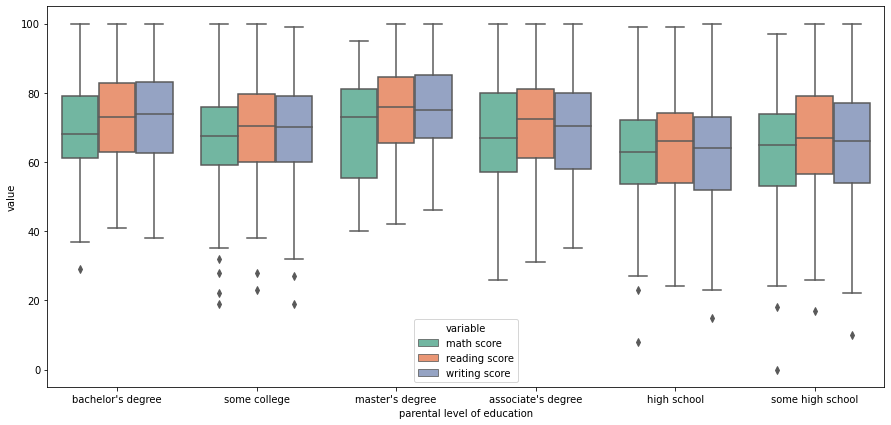 100
80
60
40
20
0
value
variable
math score
reading score
writing score
bachelor's degree some college master's degree associate's degree high school some high school
parental level of education